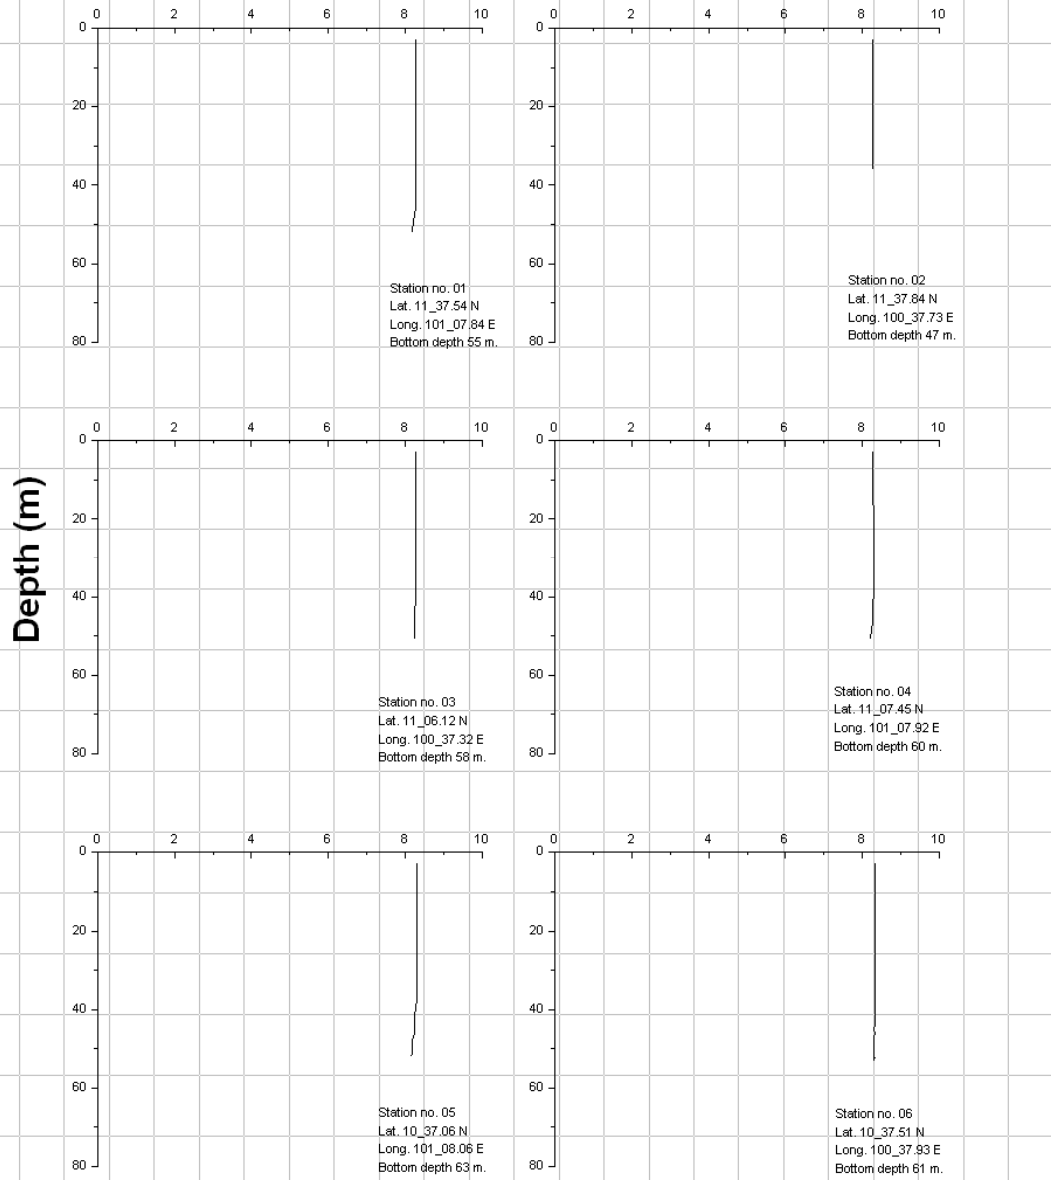 0 2 4 6 8 10
0
20
40
60
80
Station no. 01
Lat. 11_37.54 N
Long. 101_07.84 E
Bottom depth 55 m.
0 2 4 6 8 10
0
20
40
60
80
Station no. 02
Lat. 11_37.84 N
Long. 100_37.73 E
Bottom depth 47 m.
Depth (m)
0 2 4 6 8 10
0
20
40
60
80
Station no. 03
Lat. 11_06.12 N
Long. 100_37.32 E
Bottom depth 58 m.
0 2 4 6 8 10
0
20
40
60
80
Station no. 04
Lat. 11_07.45 N
Long. 101_07.92 E
Bottom depth 60 m.
0 2 4 6 8 10
0
20
40
60
80
Station no. 05
Lat. 10_37.06 N
Long. 101_08.06 E
Bottom depth 63 m.
0 2 4 6 8 10
0
20
40
60
80
Station no. 06
Lat. 10_37.51 N
Long. 100_37.93 E
Bottom depth 61 m.